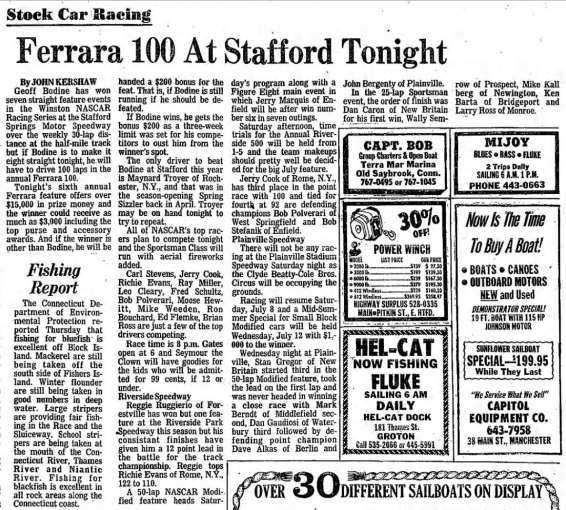 Stock Car Racing
Ferrara 100 At Stafford Tonight
By JOHN KERSHAW
Geoff Bodine has won
seven straight feature events
in the Winston NASCAR
Racing Series at the Stafford
Springs Motor Speedway
over the weekly 30-lap dis-
tance at the half-mile track
but if Bodine is to make it
eight straight tonight, he will
have to drive 100 laps in the
annual Ferrara 100.
Tonight's sixth annual
Ferrara feature offers over
$15,000 in prize money and
the winner could receive as
much as $3,000 including the
top purse and accessory
awards. And if the winner is
other than Bodine, he will be
handed a $200 bonus for the
feat. That is, if Bodine is still
running if he should be de-
feated.
If Bodine wins, he gets the
bonus $200 as a three-week
limit was set for his compe-
titors to oust him from the
winner's spot.
The only driver to beat
Bodine at Stafford this year
is Maynard Troyer of Roch-
ester, N.Y., and that was in
the season-opening Spring
Sizzler back in April. Troyer
may be on hand tonight to
try to repeat.
All of NASCAR's top rac-
ers plan to compete tonight
and the Sportsman Class will
run with aerial fireworks
added.
Carl Stevens, Jerry Cook,
Richie Evans, Ray Miller,
Leo Cleary, Fred Schultz,
Bob Polverari, Moose Hew-
itt, Mike Weeden, Ron
Bouchard, Ed Flemke, Brian
Ross are just a few of the top
drivers competing.
Race time is 8 p.m. Gates
open at 6 and Seymour the
Clown will have goodies for
the kids who will be admit-
ted for 99 cents, if 12 or
under.
Riverside Speedway
Reggie Ruggiero of For-
estville has won but one fea-
ture at the Riverside Park
Speedway this season but his
consistant finishes have
given him a 12 point lead in
the battle for the track
championship. Reggie tops
Richie Evans of Rome, N.Y.,
122 to 110.
A 50-lap NASCAR Modi-
fied feature heads Satur-
day's program along with a
Figure Eight main event in
which Jerry Marquis of En-
field will be after win num-
ber six in seven outings.
Saturday afternoon, time
trials for the Annual River-
side 500 will be held from
1-5 and the team makeups
should pretty well be decid-
ed for the big July feature.
Jerry Cook of Rome, N.Y.
has third place in the point
race with 100 and tied for
fourth at 92 are defending
champions Bob Polverari of
West Springfield and Bob
Stefanik of Enfield.
Plainville Speedway
There will not be any rac-
ing at the Plainville Stadium
Speedway Saturday night as
the Clyde Beatty-Cole Bros.
Circus will be occupying the
grounds.
Racing will resume Satur-
day, July 8 and a Mid-Sum-
mer Special for Small Block
Modified cars will be held
Wednesday, July 12 with $1,-
000 to the winner.
Wednesday night at Plain-
ville, Stan Gregor of New
Britain started third in the
50-lap Modified feature, took
the lead on the first lap and
was never headed in winning
a close race with Mark
Berndt of Middlefield sec-
ond, Dan Gaudiosi of Water-
bury third followed by de-
fending point champion
Dave Alkas of Berlin and
John Bergenty of Plainville.
In the 25-lap Sportsman
event, the order of finish was
Dan Caron of New Britain
for his first win, Wally Sem-
row of Prospect, Mike Kall
berg of Newington, Ken
Barta of Bridgeport and
Larry Ross of Monroe.
Fishing
Report
The Connecticut De-
partment of Environ-
mental Protection re-
ported Thursday that
fishing for bluefish is
excellent off Block Is-
land. Mackerel are still
being taken off the
south side of Fishers Is-
land. Winter flounder
are still being taken in
good numbers in deep
water. Large stripers
are providing fair fish-
ing in the Race and the
Sluiceway. School stri-
pers are being taken at
the mouth of the Con-
necticut River, Thames
River and Niantic
River. Fishing for
blackfish is excellent in
all rock areas along the
Connecticut coast.
CAPT. BOB
Group Charters & Open Boat
Terra Mar Marina
Old Saybrook, Conn.
767-0495 or 767-1045
MIJOY
BLUES • BASS • FLUKE
2 Trips Daily
SAILING 6 A.M. 1 P.M.
PHONE 443-0663
30% OFF!
POWER WINCH
MODEL LIST PRICE OUR PRICE
HIGHWAY SURPLUS 528-0335
MAIN & PITKIN ST., E. HTFD.
HEL-CAT
NOW FISHING
FLUKE
SAILING 6 AM
DAILY
HEL-CAT DOCK
181 Thames St.
GROTON
Call 535-2066 or 445-5991
Now Is The Time
To Buy A Boat!
• BOATS • CANOES
• OUTBOARD MOTORS
NEW and Used
DEMONSTRATOR SPECIAL!
19 FT. BOAT WITH 115 HP
JOHNSON MOTOR
SUNFLOWER SAILBOAT
SPECIAL—$199.95
While They Last
"We Service What We Sell"
CAPITOL
EQUIPMENT CO.
643-7958
38 MAIN ST., MANCHESTER
OVER 30 DIFFERENT SAILBOATS ON DISPLAY